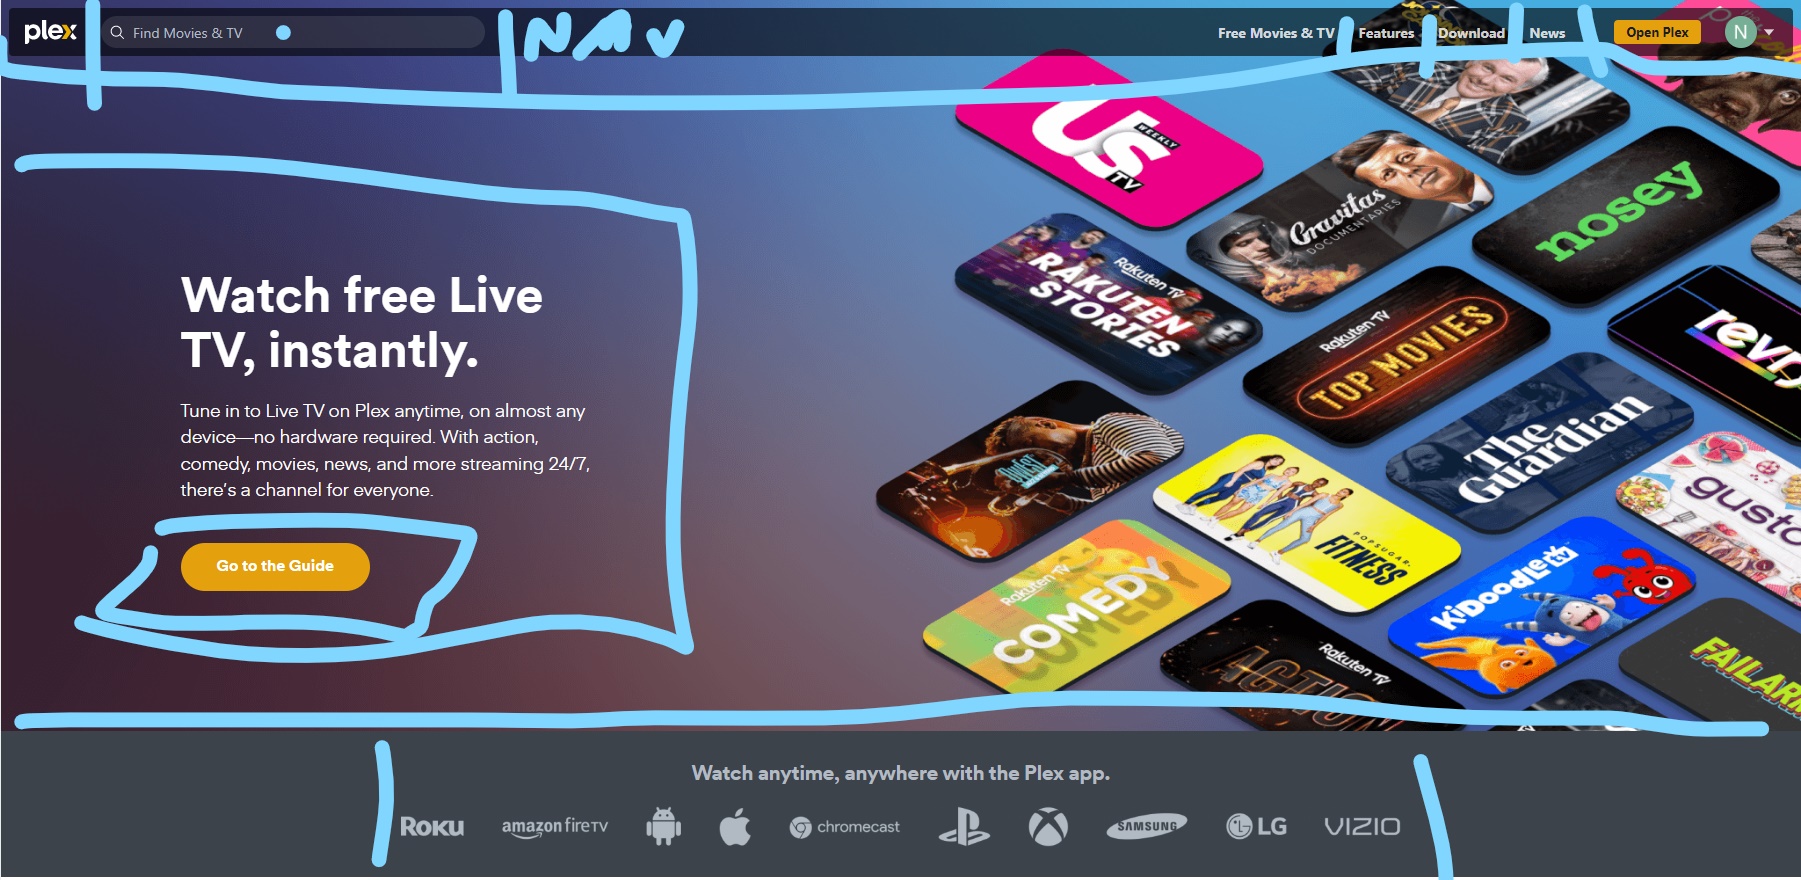 plex
Find Movies & TV
NAV
Free Movies & TV
Features
Download
News
Open Plex
N
Watch free Live
TV, instantly.
Tune in to Live TV on Plex anytime, on almost any
device—no hardware required. With action,
comedy, movies, news, and more streaming 24/7,
there's a channel for everyone.
Go to the Guide
US
WEEKLY
TV
Gravitas
DOCUMENTARIES
nosey
Rakuten TV
RAKUTEN
STORIES
Rakuten TV
TOP MOVIES
revry
The
Guardian
gusto
POPSUGAR.
FITNESS
Rakuten TV
COMEDY
KiDooDLE tv
Rakuten TV
ACTION
FAILARM
Watch anytime, anywhere with the Plex app.
ROKU
amazon fireTV
chromecast
SAMSUNG
LG
VIZIO